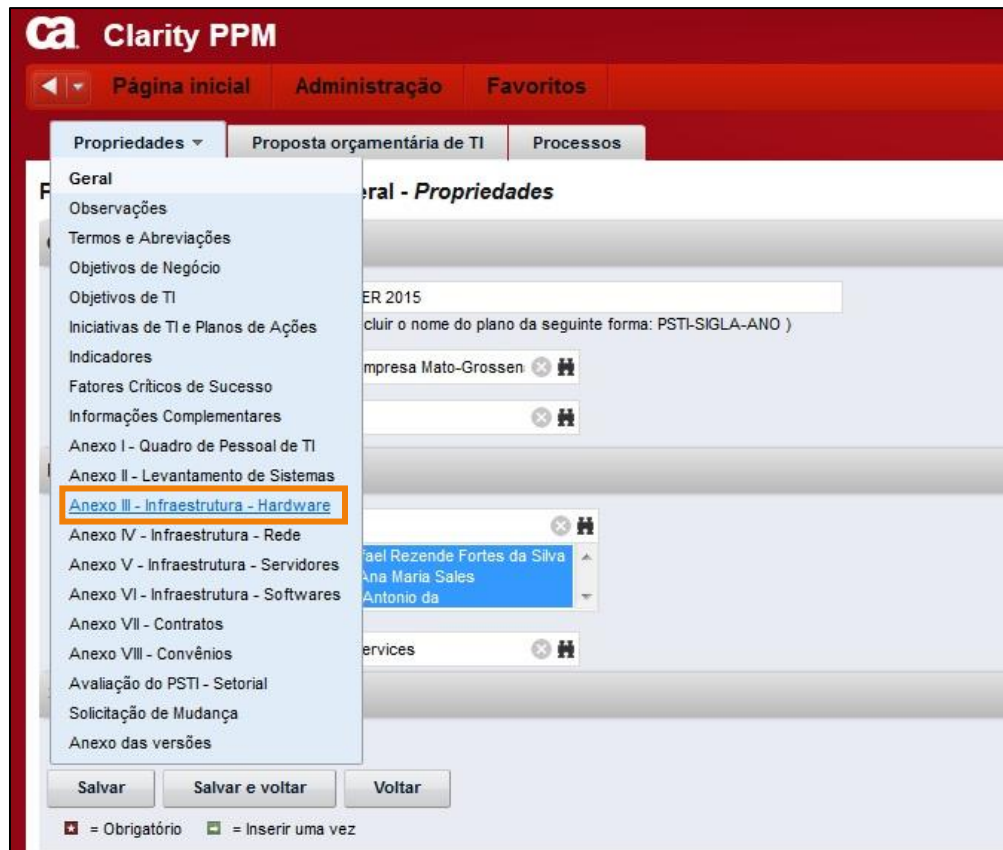 ca Clarity PPM
Página inicial Administração Favoritos
Propriedades Proposta orçamentária de TI Processos
Geral
eral - Propriedades
Observações
Termos e Abreviações
Objetivos de Negócio
Objetivos de TI
ER 2015
Iniciativas de TI e Planos de Ações
cluir o nome do plano da seguinte forma: PSTI-SIGLA-ANO )
Indicadores
mpresa Mato-Grossen
Fatores Críticos de Sucesso
Informações Complementares
Anexo I - Quadro de Pessoal de TI
Anexo II - Levantamento de Sistemas
Anexo III - Infraestrutura - Hardware
Anexo IV - Infraestrutura - Rede
fael Rezende Fortes da Silva
Anexo V - Infraestrutura - Servidores
Ana Maria Sales
Anexo VI - Infraestrutura - Softwares
Antonio da
Anexo VII - Contratos
Anexo VIII - Convênios
ervices
Avaliação do PSTI - Setorial
Solicitação de Mudança
Anexo das versões
Salvar Salvar e voltar Voltar
= Obrigatório = Inserir uma vez